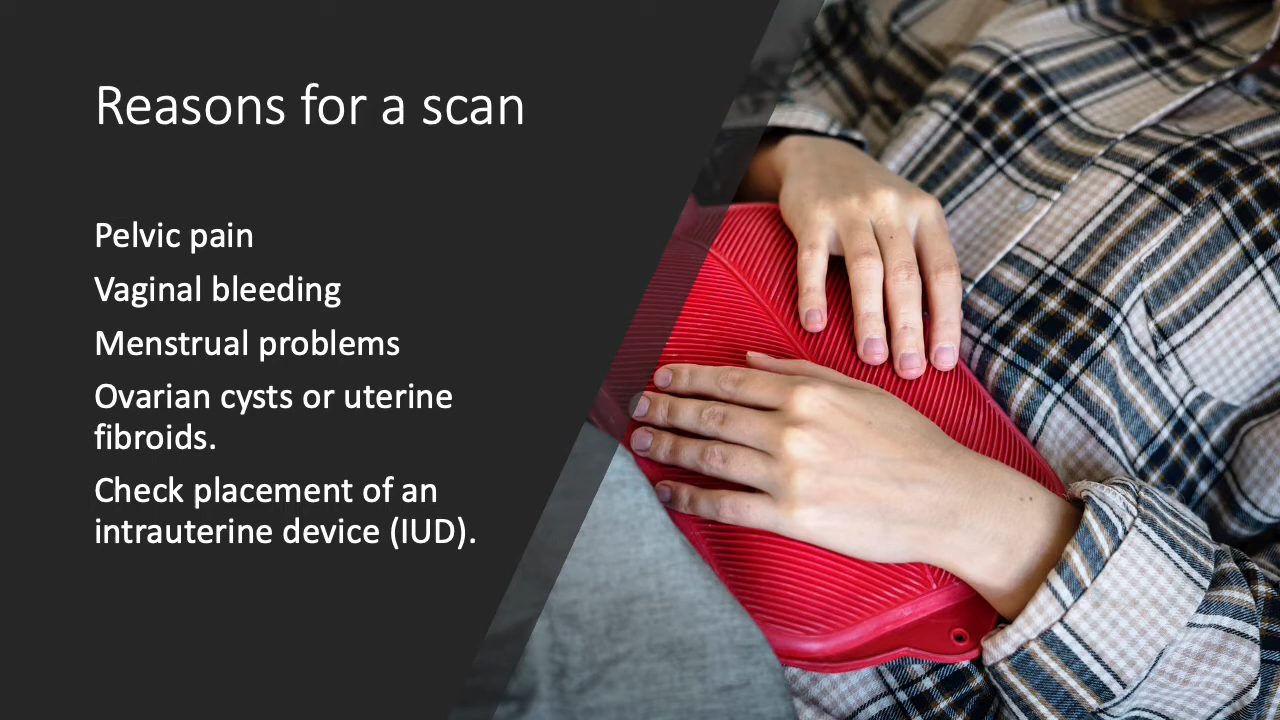 Reasons for a scan
Pelvic pain
Vaginal bleeding
Menstrual problems
Ovarian cysts or uterine
fibroids.
Check placement of an
intrauterine device (IUD).